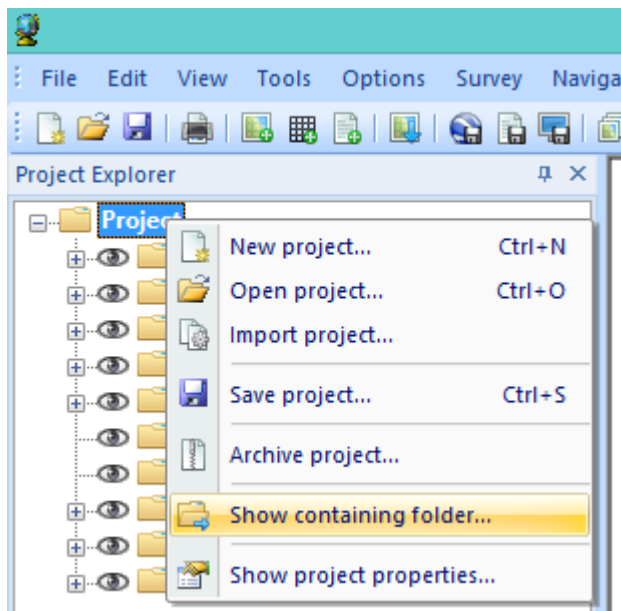 File Edit View Tools Options Survey Naviga
Project Explorer
Project
New project... Ctrl+N
Open project... Ctrl+O
Import project...
Save project... Ctrl+S
Archive project...
Show containing folder...
Show project properties...